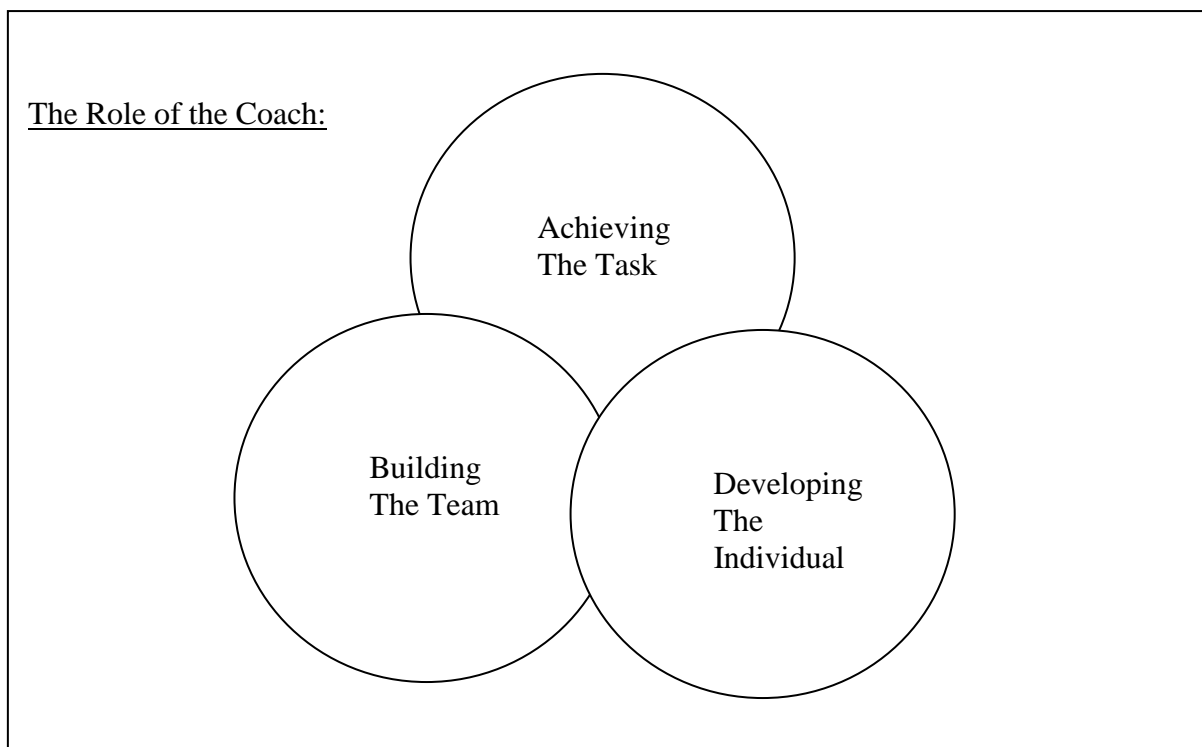 The Role of the Coach:
Achieving
The Task
Building
The Team
Developing
The
Individual